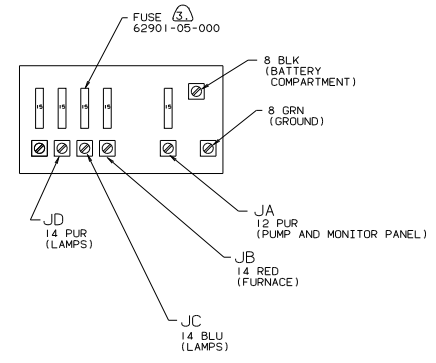 FUSE 3.
62901-05-000
8 BLK
(BATTERY
COMPARTMENT)
8 GRN
(GROUND)
15 15 15 15 15
JA
12 PUR
(PUMP AND MONITOR PANEL)
JD
14 PUR
(LAMPS)
JB
14 RED
(FURNACE)
JC
14 BLU
(LAMPS)